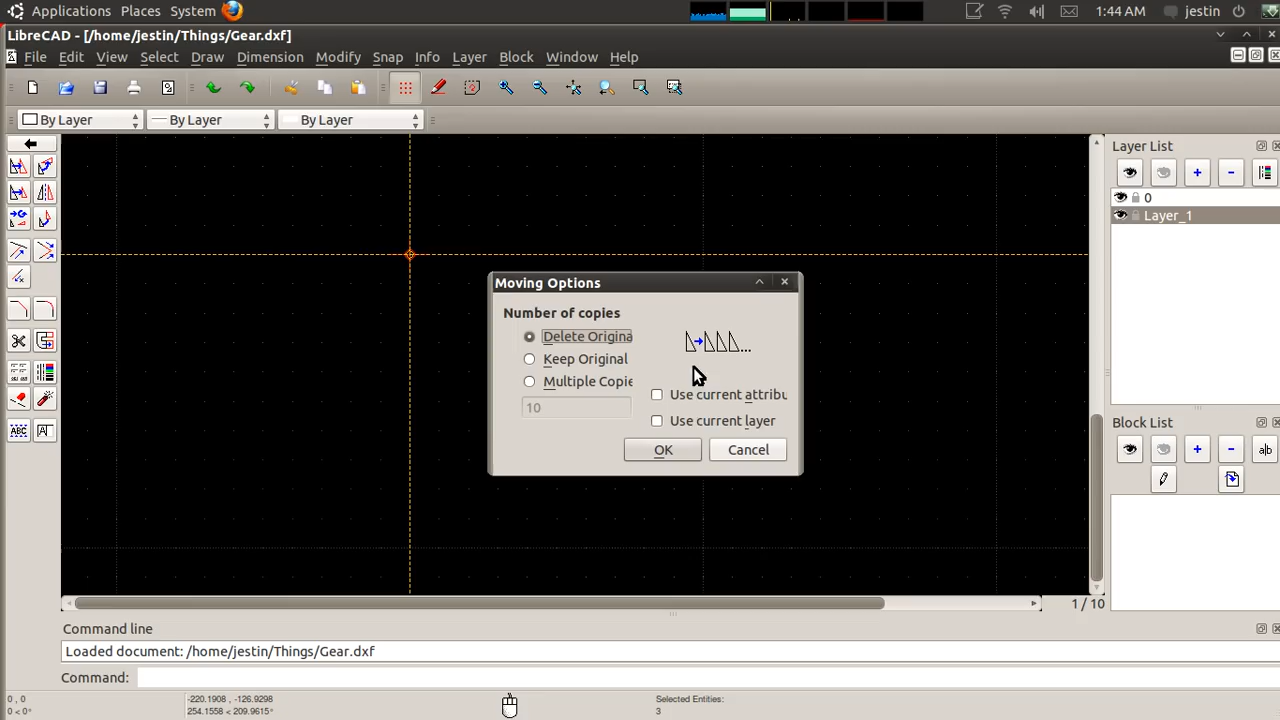 Applications Places System 1:44 AM jestin
LibreCAD - [/home/jestin/Things/Gear.dxf]
File Edit View Select Draw Dimension Modify Snap Info Layer Block Window Help
By Layer By Layer By Layer
Layer List
0
Layer_1
Moving Options
Number of copies
Delete Origina
Keep Original
Multiple Copie
Use current attribu
10
Use current layer
OK Cancel
Block List
a|b
ABC A
1 / 10
Command line
Loaded document: /home/jestin/Things/Gear.dxf
Command:
0 , 0 -220.1908 , -126.9298 Selected Entities:
0 < 0° 254.1558 < 209.9615° 3